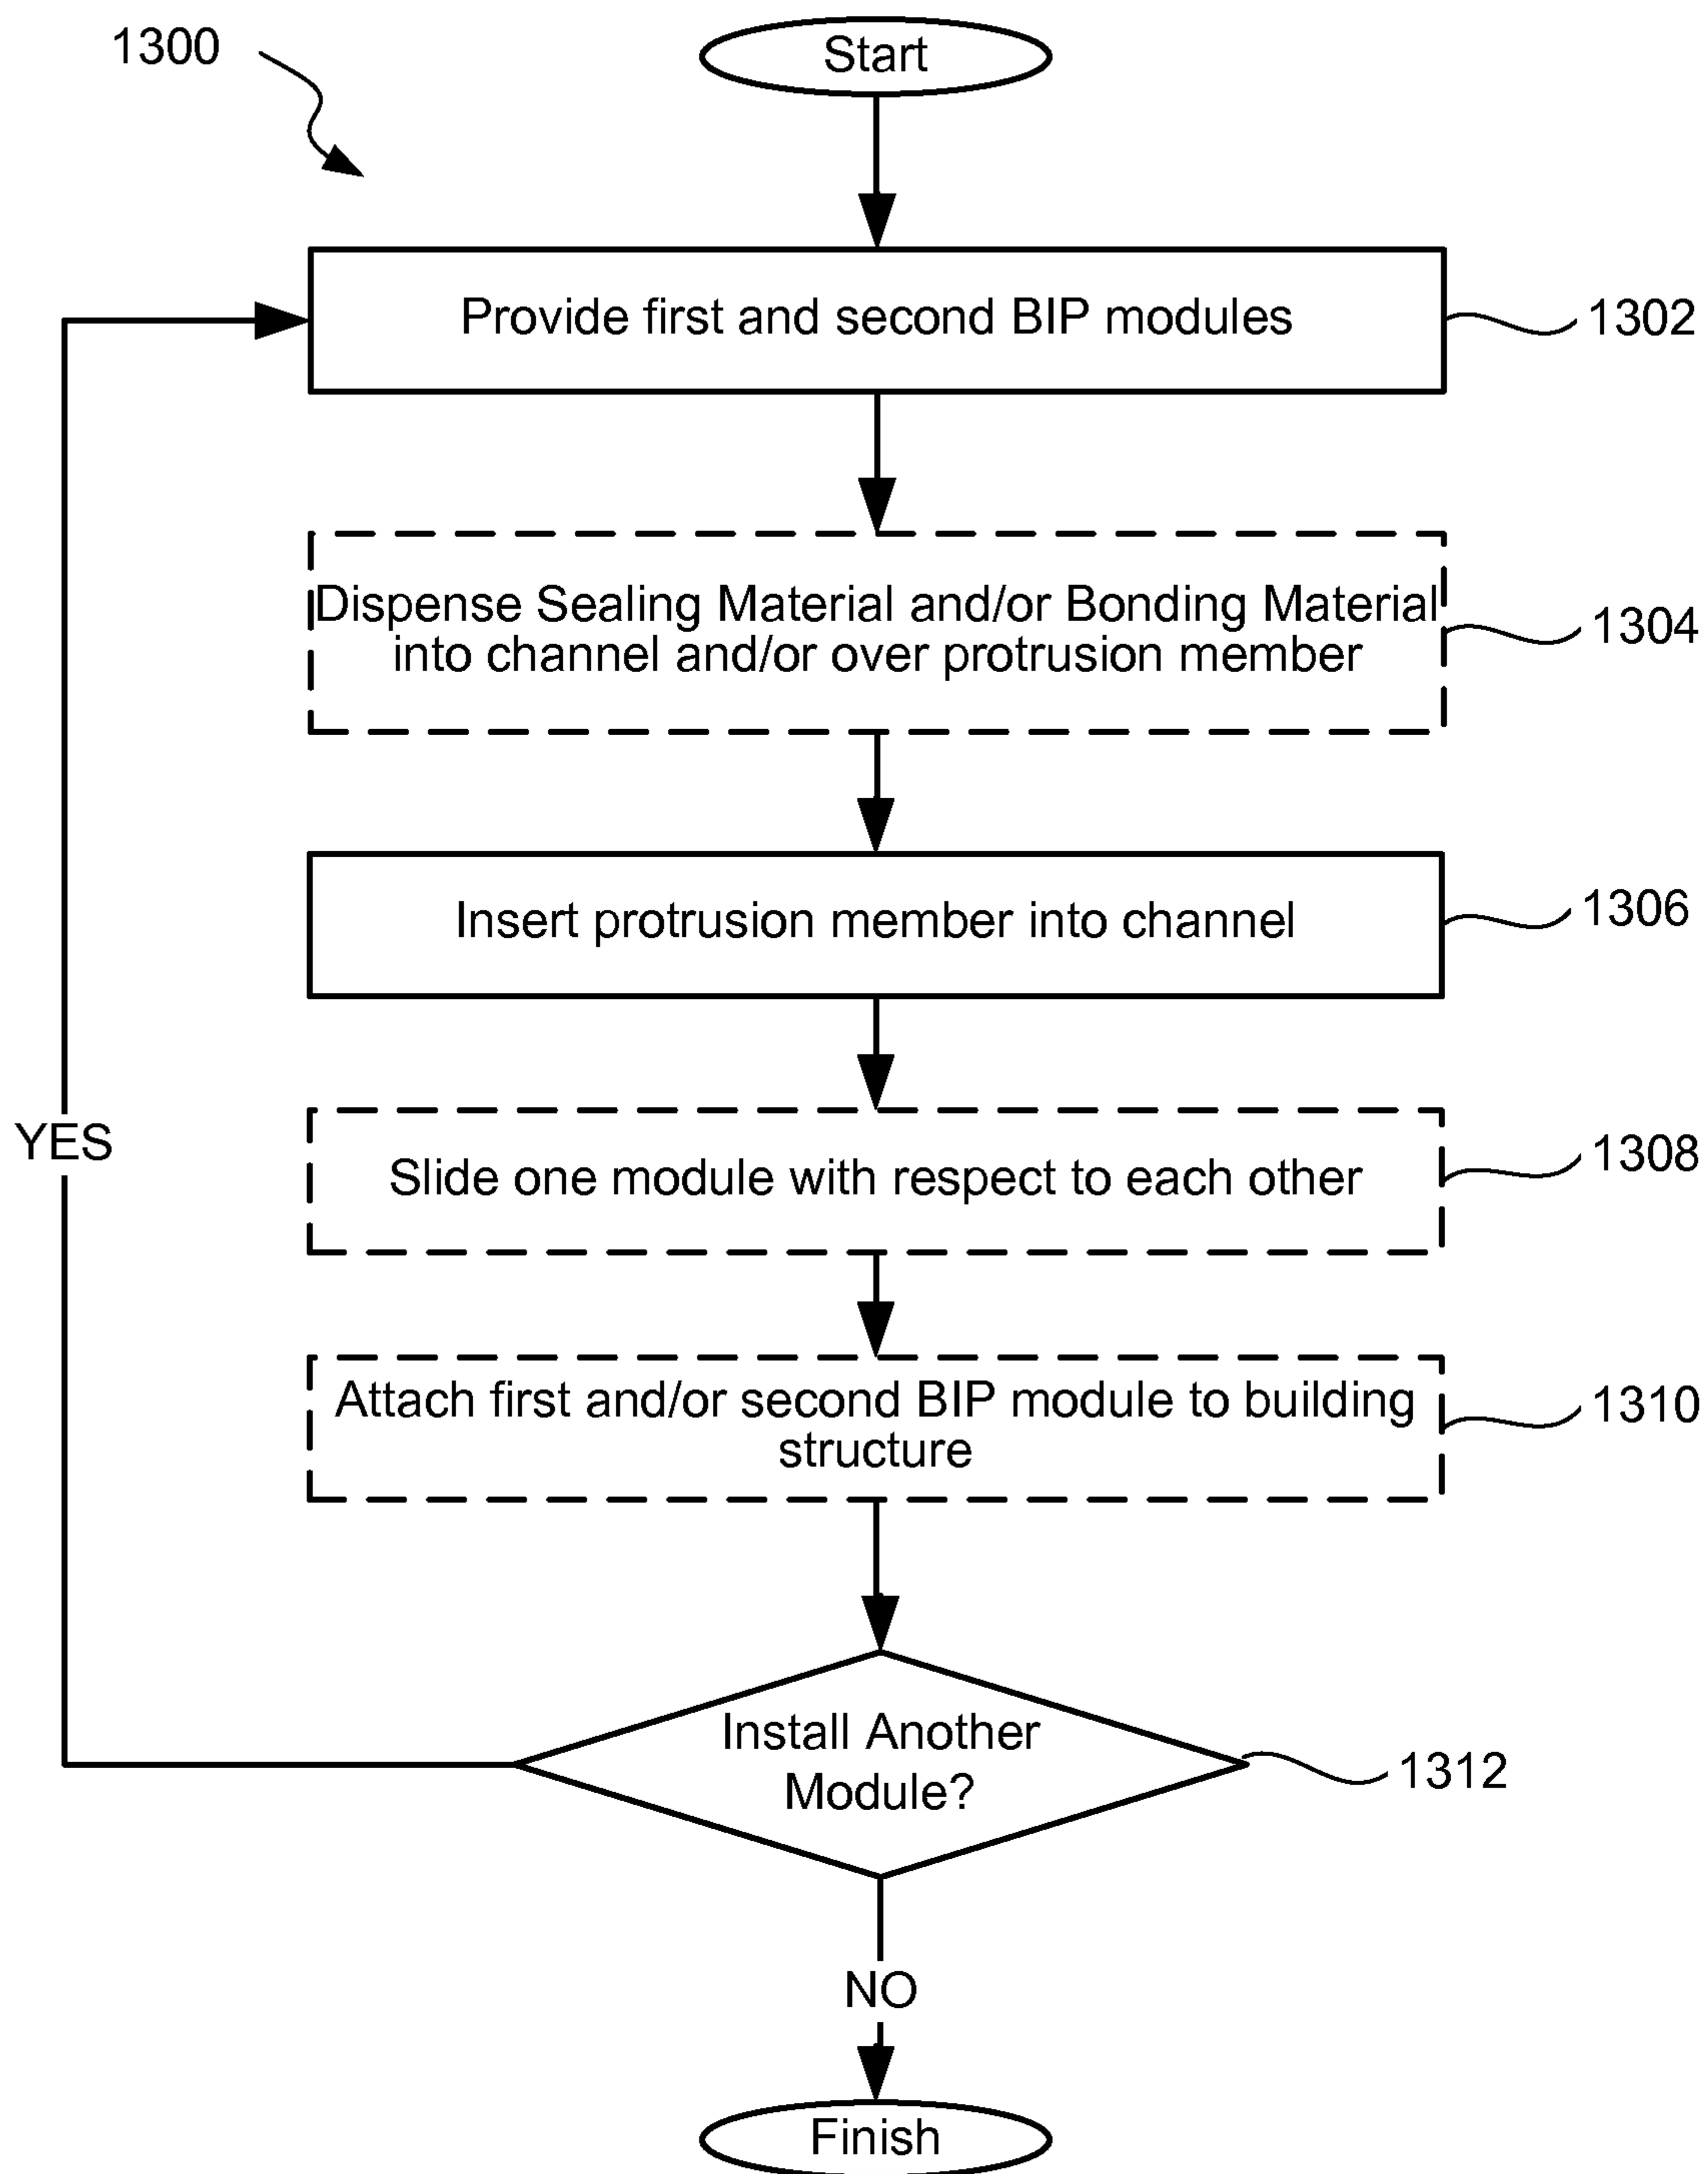 1300
Start
Provide first and second BIP modules
1302
Dispense Sealing Material and/or Bonding Material
into channel and/or over protrusion member
1304
Insert protrusion member into channel
1306
Slide one module with respect to each other
1308
YES
Attach first and/or second BIP module to building
structure
1310
Install Another
Module?
1312
NO
Finish